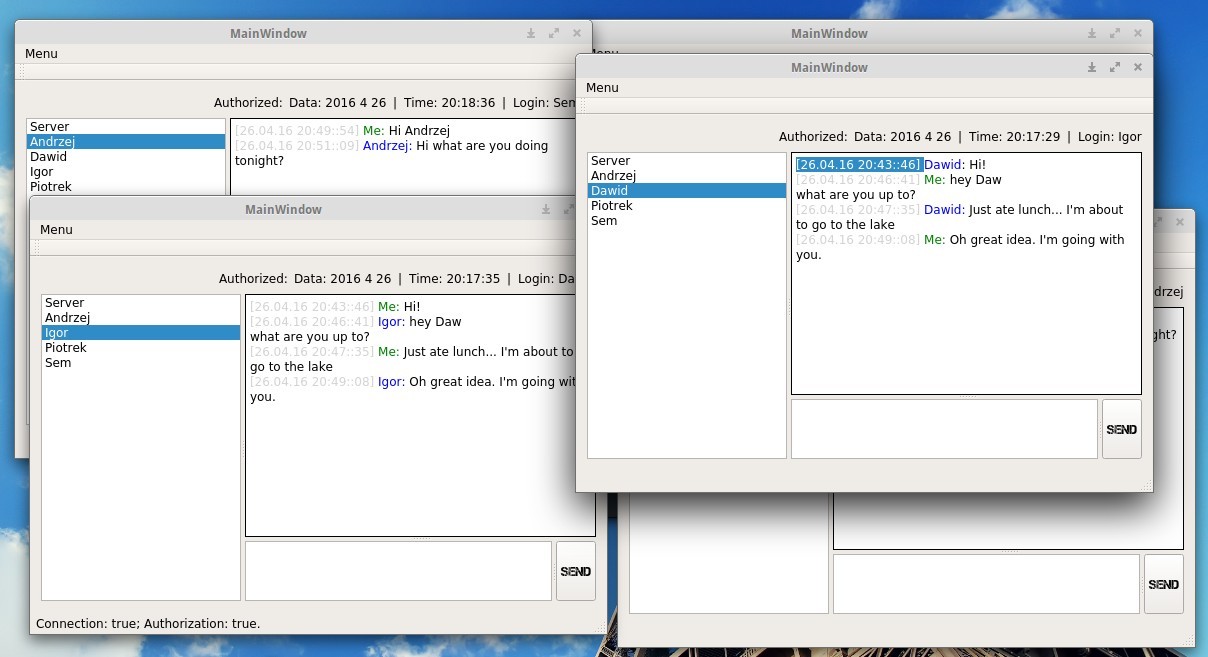 MainWindow
Menu
Authorized: Data: 2016 4 26 | Time: 20:18:36 | Login: Sem
Server
Andrzej
Dawid
Igor
Piotrek
[26.04.16 20:49::54] Me: Hi Andrzej
[26.04.16 20:51::09] Andrzej: Hi what are you doing
tonight?
MainWindow
Menu
Authorized: Data: 2016 4 26 | Time: 20:17:35 | Login: Da
Server
Andrzej
Igor
Piotrek
Sem
[26.04.16 20:43::46] Me: Hi!
[26.04.16 20:46::41] Igor: hey Daw
what are you up to?
[26.04.16 20:47::35] Me: Just ate lunch... I'm about to
go to the lake
[26.04.16 20:49::08] Igor: Oh great idea. I'm going wit
you.
SEND
Connection: true; Authorization: true.
MainWindow
Menu
MainWindow
Menu
Authorized: Data: 2016 4 26 | Time: 20:17:29 | Login: Igor
Server
Andrzej
Dawid
Piotrek
Sem
[26.04.16 20:43::46] Dawid: Hi!
[26.04.16 20:46::41] Me: hey Daw
what are you up to?
[26.04.16 20:47::35] Dawid: Just ate lunch... I'm about
to go to the lake
[26.04.16 20:49::08] Me: Oh great idea. I'm going with
you.
SEND
drzej
ght?
SEND